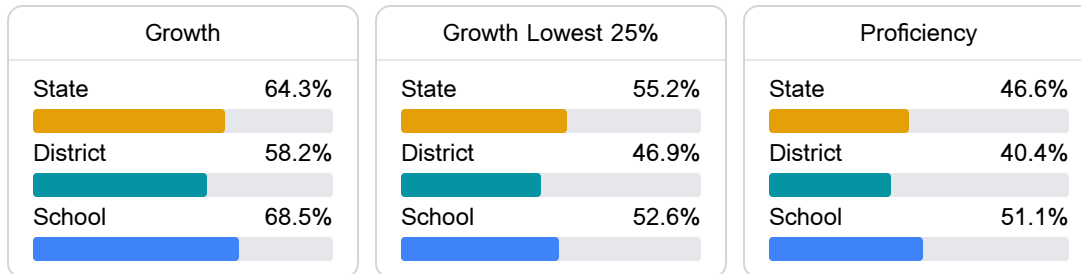 Growth
State 64.3%
District 58.2%
School 68.5%
Growth Lowest 25%
State 55.2%
District 46.9%
School 52.6%
Proficiency
State 46.6%
District 40.4%
School 51.1%